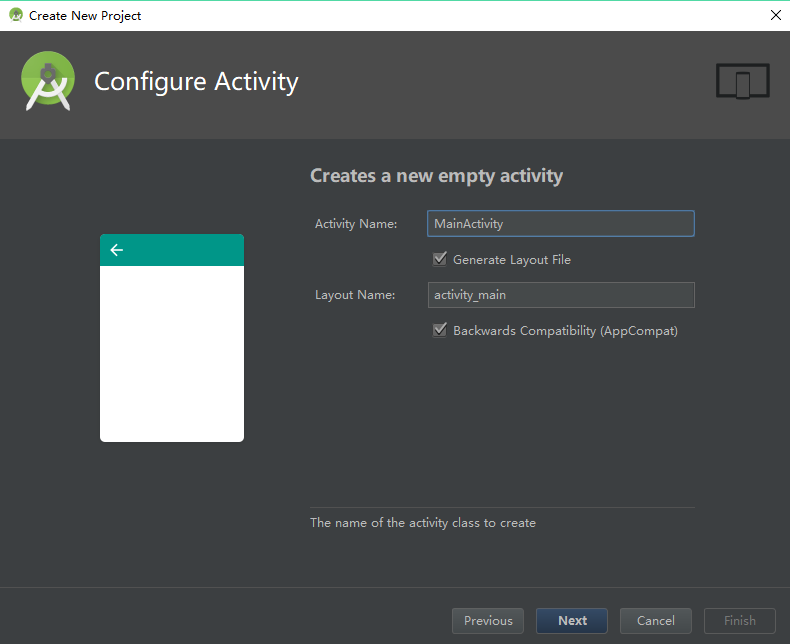 Create New Project
Configure Activity
Creates a new empty activity
Activity Name: MainActivity
Generate Layout File
Layout Name: activity_main
Backwards Compatibility (AppCompat)
The name of the activity class to create
Previous Next Cancel Finish